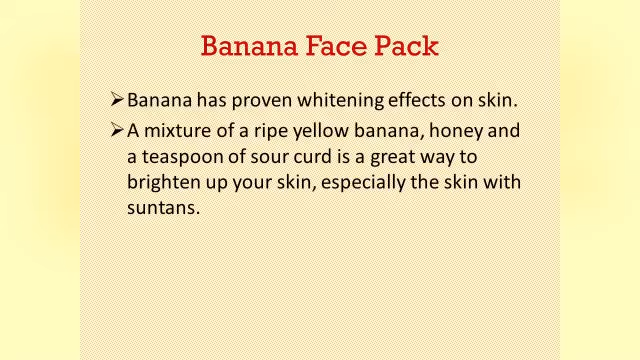 Banana Face Pack
➢Banana has proven whitening effects on skin.
➢A mixture of a ripe yellow banana, honey and
a teaspoon of sour curd is a great way to
brighten up your skin, especially the skin with
suntans.